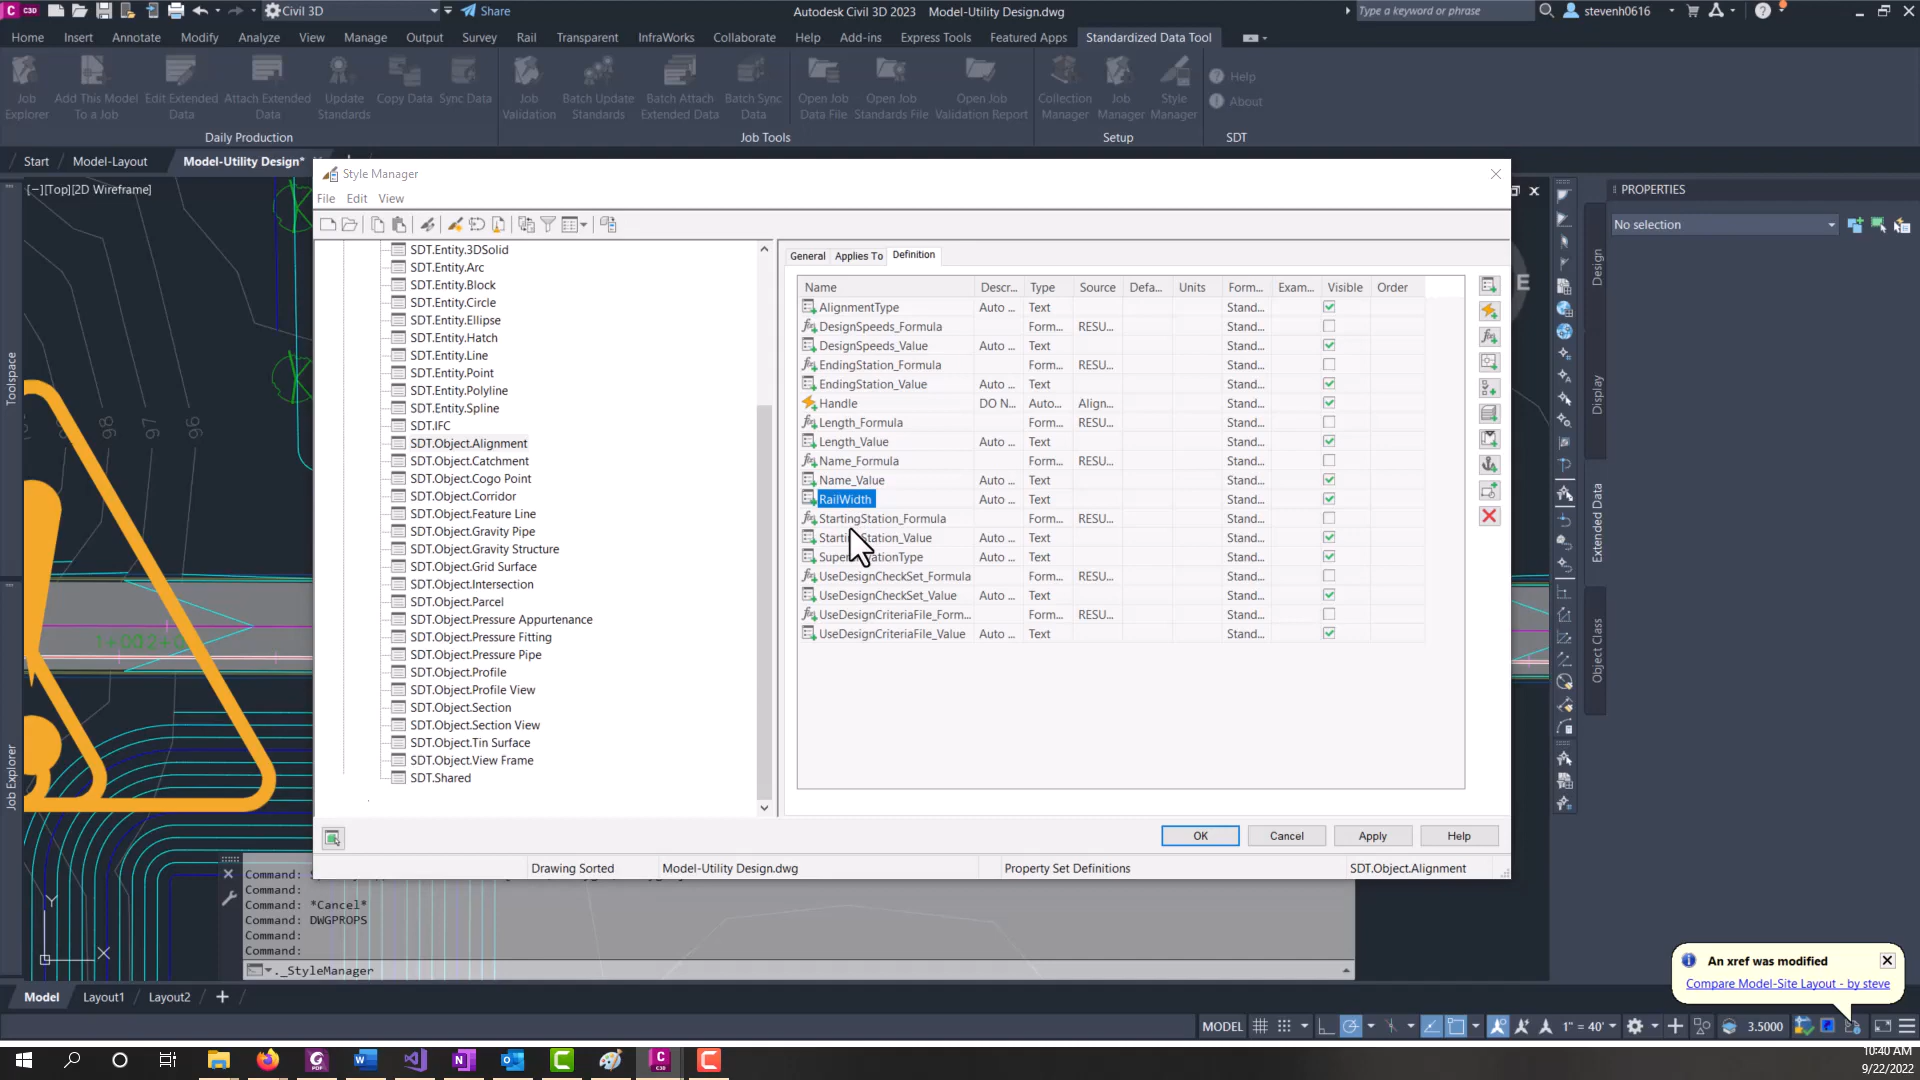 C3D
Civil 3D
Share
Autodesk Civil 3D 2023 Model-Utility Design.dwg
Type a keyword or phrase
stevenh0616
Home Insert Annotate Modify Analyze View Manage Output Survey Rail Transparent InfraWorks Collaborate Help Add-ins Express Tools Featured Apps Standardized Data Tool
Job Explorer
Add This Model To a Job
Edit Extended Data
Attach Extended Data
Update Standards
Copy Data
Sync Data
Job Validation
Batch Update Standards
Batch Attach Extended Data
Batch Sync Data
Open Job Data File
Open Job Standards File
Open Job Validation Report
Collection Manager
Job Manager
Style Manager
Help
About
Daily Production
Job Tools
Setup
SDT
Start
Model-Layout
Model-Utility Design*
[−][Top][2D Wireframe]
Style Manager
File Edit View
SDT.Entity.3DSolid
SDT.Entity.Arc
SDT.Entity.Block
SDT.Entity.Circle
SDT.Entity.Ellipse
SDT.Entity.Hatch
SDT.Entity.Line
SDT.Entity.Point
SDT.Entity.Polyline
SDT.Entity.Spline
SDT.IFC
SDT.Object.Alignment
SDT.Object.Catchment
SDT.Object.Cogo Point
SDT.Object.Corridor
SDT.Object.Feature Line
SDT.Object.Gravity Pipe
SDT.Object.Gravity Structure
SDT.Object.Grid Surface
SDT.Object.Intersection
SDT.Object.Parcel
SDT.Object.Pressure Appurtenance
SDT.Object.Pressure Fitting
SDT.Object.Pressure Pipe
SDT.Object.Profile
SDT.Object.Profile View
SDT.Object.Section
SDT.Object.Section View
SDT.Object.Tin Surface
SDT.Object.View Frame
SDT.Shared
General Applies To Definition
Name Descr... Type Source Defa... Units Form... Exam... Visible Order
AlignmentType Auto ... Text Stand...
DesignSpeeds_Formula Form... RESU... Stand...
DesignSpeeds_Value Auto ... Text Stand...
EndingStation_Formula Form... RESU... Stand...
EndingStation_Value Auto ... Text Stand...
Handle DO N... Auto... Align... Stand...
Length_Formula Form... RESU... Stand...
Length_Value Auto ... Text Stand...
Name_Formula Form... RESU... Stand...
Name_Value Auto ... Text Stand...
RailWidth Auto ... Text Stand...
StartingStation_Formula Form... RESU... Stand...
Auto ... Text Stand...
Auto ... Text Stand...
UseDesignCheckSet_Formula Form... RESU... Stand...
UseDesignCheckSet_Value Auto ... Text Stand...
UseDesignCriteriaFile_Form... Form... RESU... Stand...
UseDesignCriteriaFile_Value Auto ... Text Stand...
OK Cancel Apply Help
Drawing Sorted Model-Utility Design.dwg Property Set Definitions SDT.Object.Alignment
PROPERTIES
No selection
Design
Display
Extended Data
Object Class
Toolspace
Job Explorer
E
98 97 96
Y
X
Command:
Command:
Command: *Cancel*
Command: DWGPROPS
Command:
Command:
._StyleManager
An xref was modified
Compare Model-Site Layout - by steve
Model Layout1 Layout2 +
MODEL 1" = 40' 3.5000
10:40 AM
9/22/2022